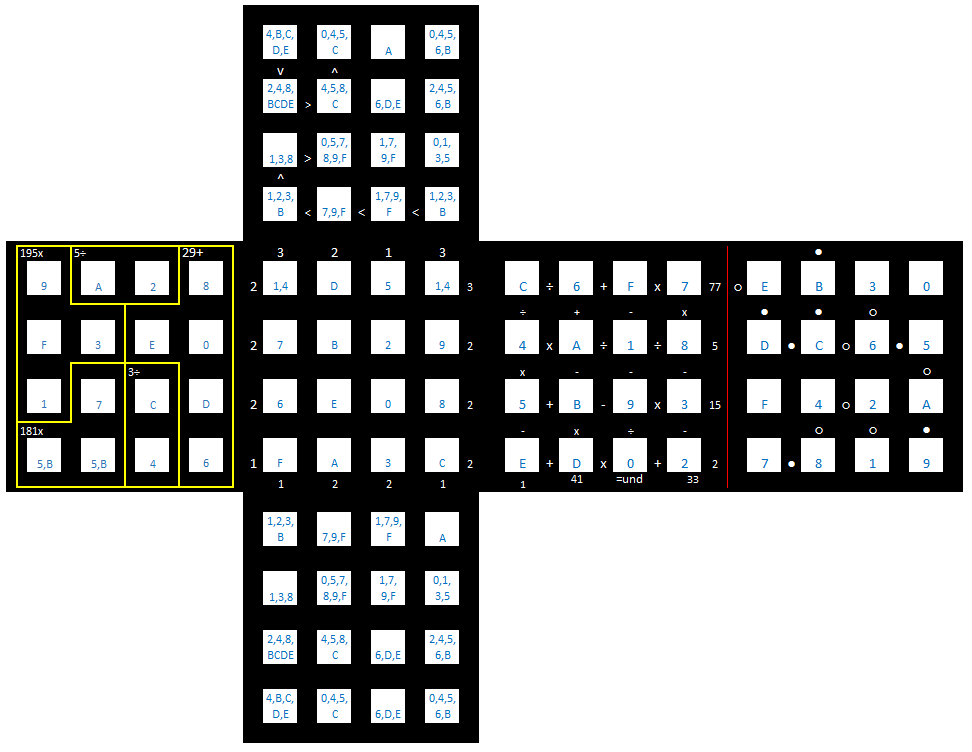 4,B,C, 0,4,5, 0,4,5,
D,E C A 6,B
v ^
2,4,8, 4,5,8, 2,4,5,
BCDE > C 6,D,E 6,B
0,5,7, 1,7, 0,1,
1,3,8 > 8,9,F 9,F 3,5
^
1,2,3, 1,7,9, 1,2,3,
B < 7,9,F < F < B
195x 5÷ 29+ 3 2 1 3 ●
9 A 2 8 2 1,4 D 5 1,4 3 C ÷ 6 + F x 7 77 o E B 3 0
÷ + - x ● ● o
F 3 E 0 2 7 B 2 9 2 4 x A ÷ 1 ÷ 8 5 D ● C o 6 ● 5
3÷ x - - - o
1 7 C D 2 6 E 0 8 2 5 + B - 9 x 3 15 F 4 o 2 A
181x - x ÷ - o o ●
5,B 5,B 4 6 1 F A 3 C 2 E + D x 0 + 2 2 7 ● 8 1 9
1 2 2 1 1 41 =und 33
1,2,3, 1,7,9,
B 7,9,F F A
0,5,7, 1,7, 0,1,
1,3,8 8,9,F 9,F 3,5
2,4,8, 4,5,8, 2,4,5,
BCDE C 6,D,E 6,B
4,B,C, 0,4,5, 0,4,5,
D,E C 6,D,E 6,B